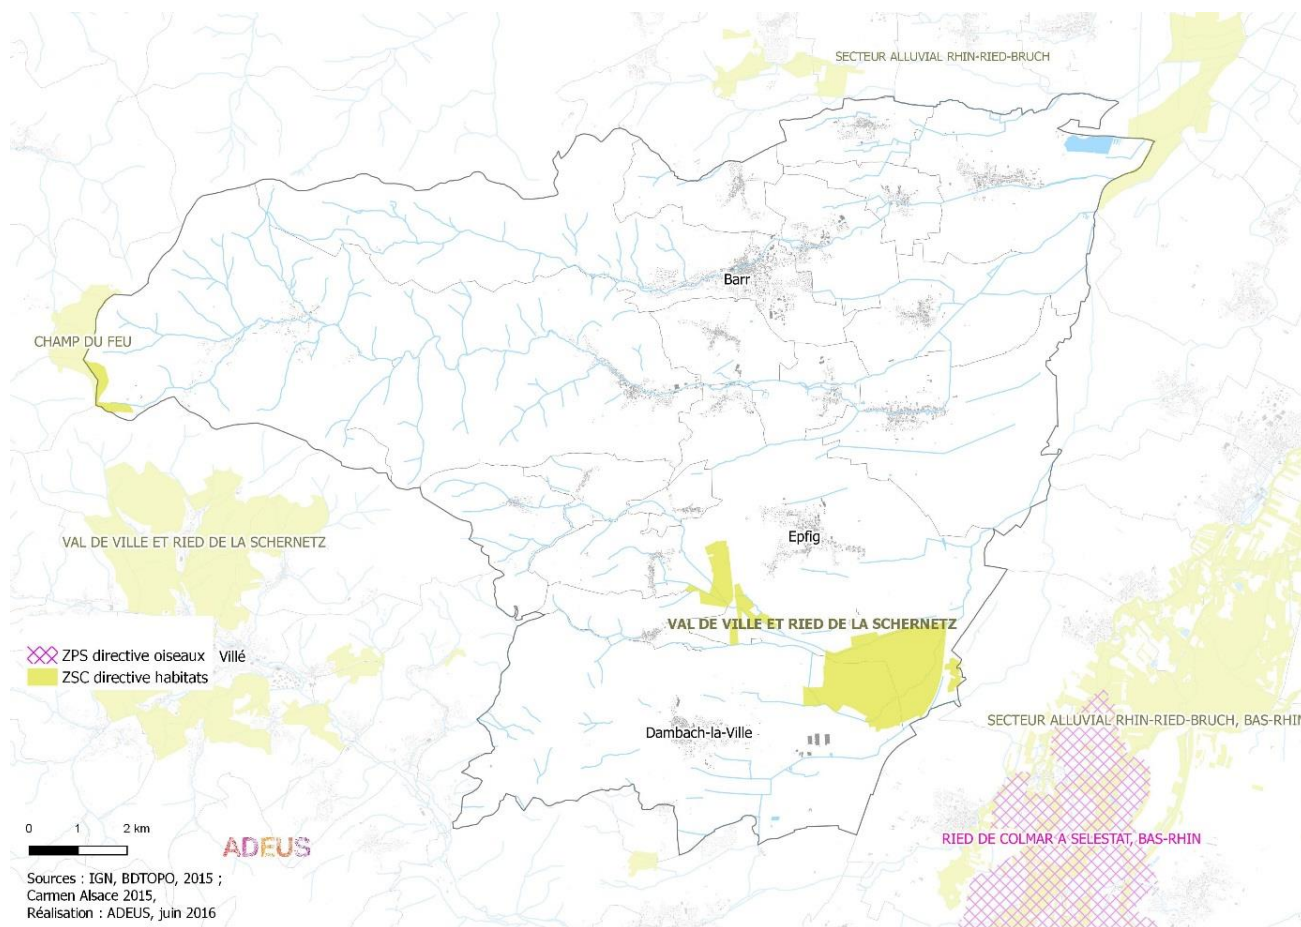 SECTEUR ALLUVIAL RHIN-RIED-BRUCH
Barr
CHAMP DU FEU
Epfig
VAL DE VILLE ET RIED DE LA SCHERNETZ
VAL DE VILLE ET RIED DE LA SCHERNETZ
ZPS directive oiseaux
Villé
ZSC directive habitats
SECTEUR ALLUVIAL RHIN-RIED-BRUCH, BAS-RHIN
Dambach-la-Ville
0 1 2 km
ADEUS
RIED DE COLMAR A SELESTAT, BAS-RHIN
Sources : IGN, BDTOPO, 2015 ;
Carmen Alsace 2015,
Réalisation : ADEUS, juin 2016